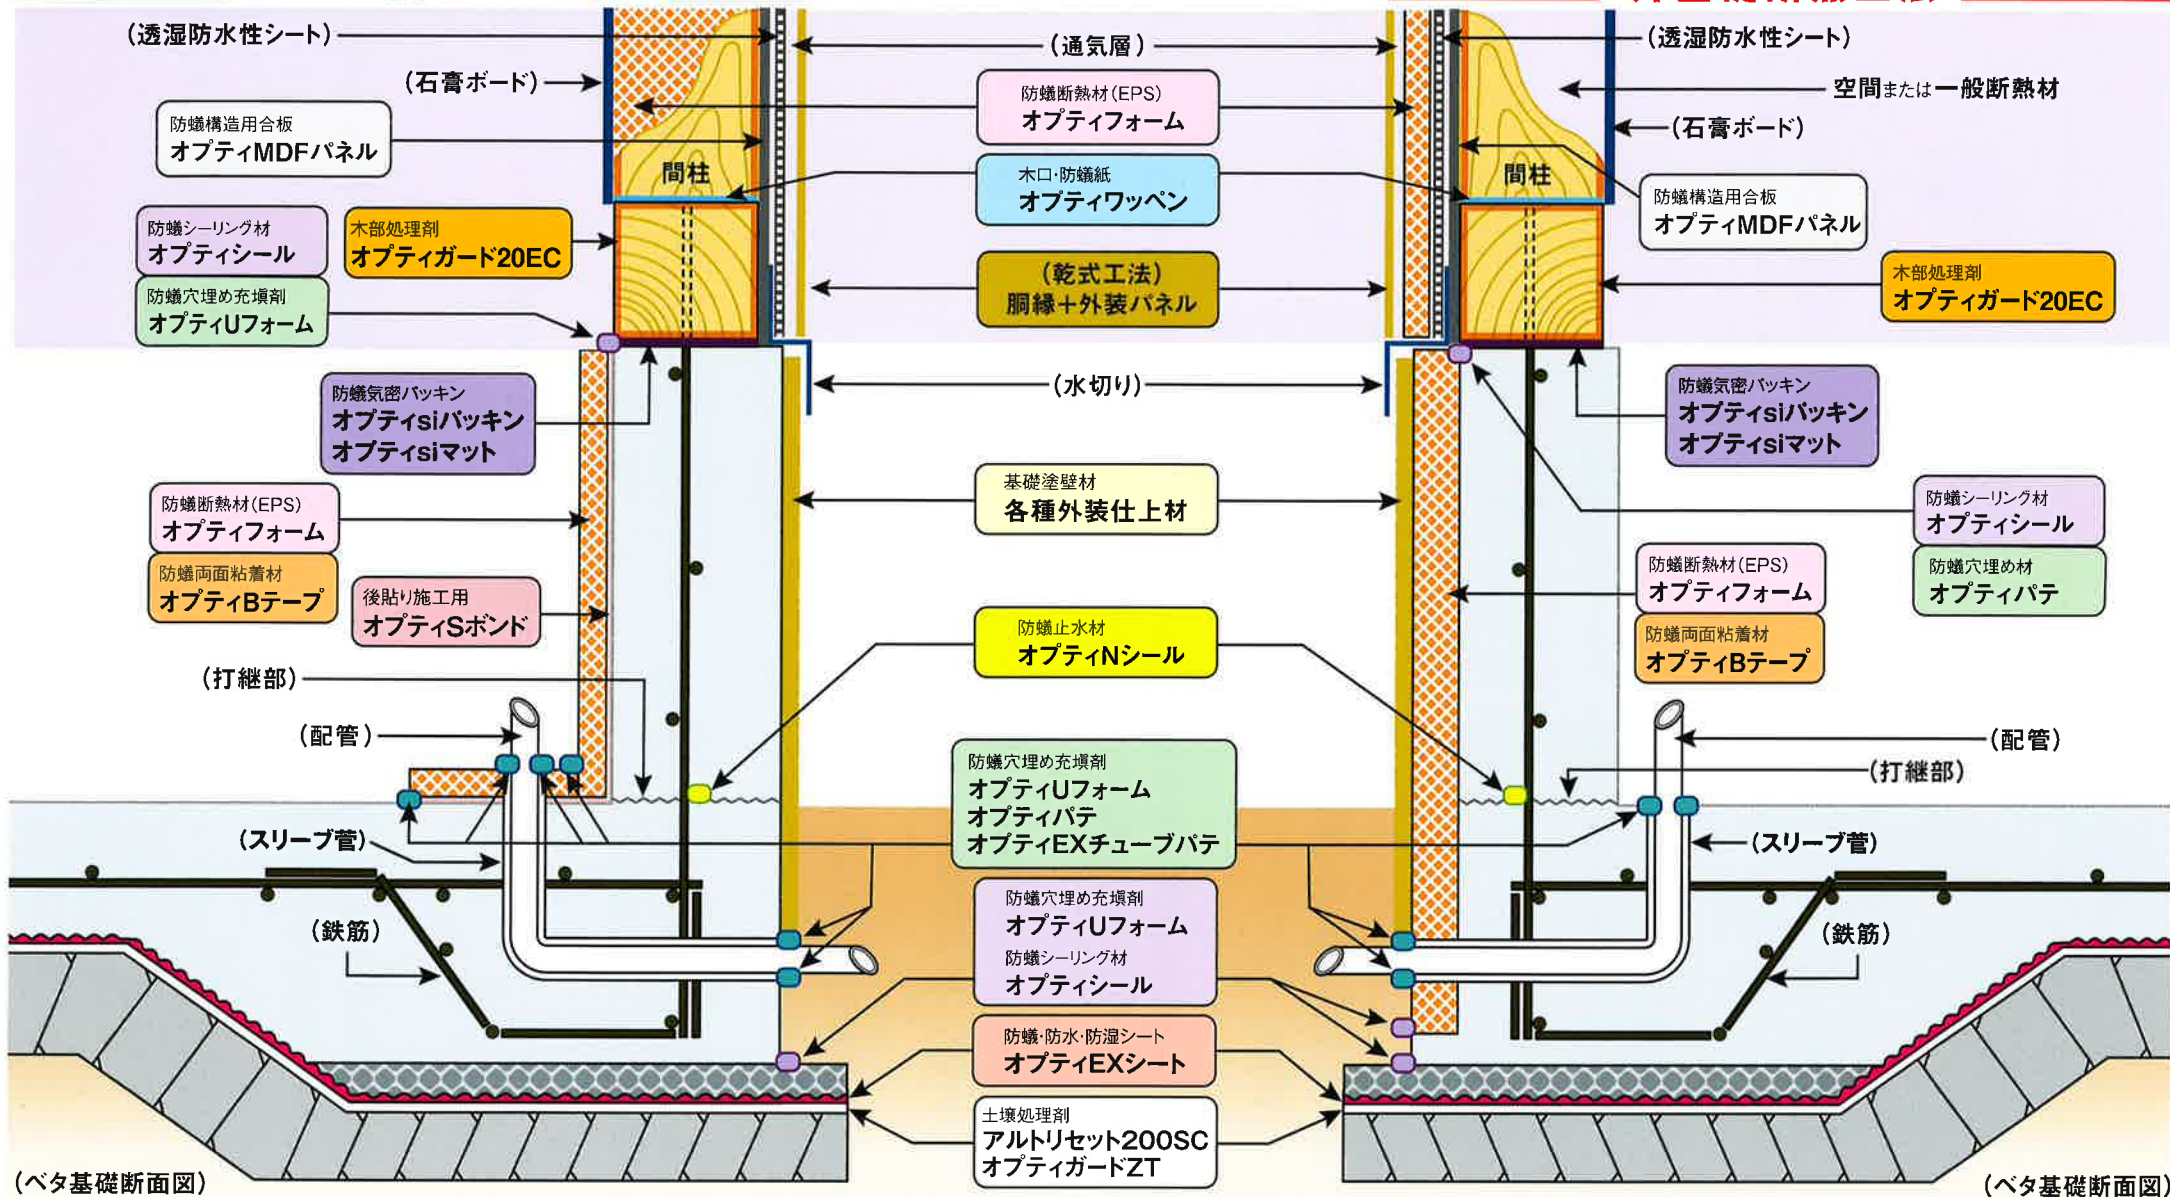 (透湿防水性シート)
(石膏ボード)
防蟻構造用合板
オプティMDFパネル
間柱
防蟻シーリング材
オプティシール
防蟻穴埋め充填剤
オプティUフォーム
木部処理剤
オプティガード20EC
防蟻気密パッキン
オプティsiパッキン
オプティsiマット
防蟻断熱材(EPS)
オプティフォーム
防蟻両面粘着材
オプティBテープ
後貼り施工用
オプティSボンド
(打継部)
(配管)
(スリーブ菅)
(鉄筋)
(ベタ基礎断面図)
(通気層)
防蟻断熱材(EPS)
オプティフォーム
木口・防蟻紙
オプティワッペン
(乾式工法)
胴縁+外装パネル
(水切り)
基礎塗壁材
各種外装仕上材
防蟻止水材
オプティNシール
防蟻穴埋め充填剤
オプティUフォーム
オプティパテ
オプティEXチューブパテ
防蟻穴埋め充填剤
オプティUフォーム
防蟻シーリング材
オプティシール
防蟻・防水・防湿シート
オプティEXシート
土壌処理剤
アルトリセット200SC
オプティガードZT
(透湿防水性シート)
空間または一般断熱材
(石膏ボード)
間柱
防蟻構造用合板
オプティMDFパネル
木部処理剤
オプティガード20EC
防蟻気密パッキン
オプティsiパッキン
オプティsiマット
防蟻シーリング材
オプティシール
防蟻穴埋め材
オプティパテ
防蟻断熱材(EPS)
オプティフォーム
防蟻両面粘着材
オプティBテープ
(配管)
(打継部)
(スリーブ菅)
(鉄筋)
(ベタ基礎断面図)